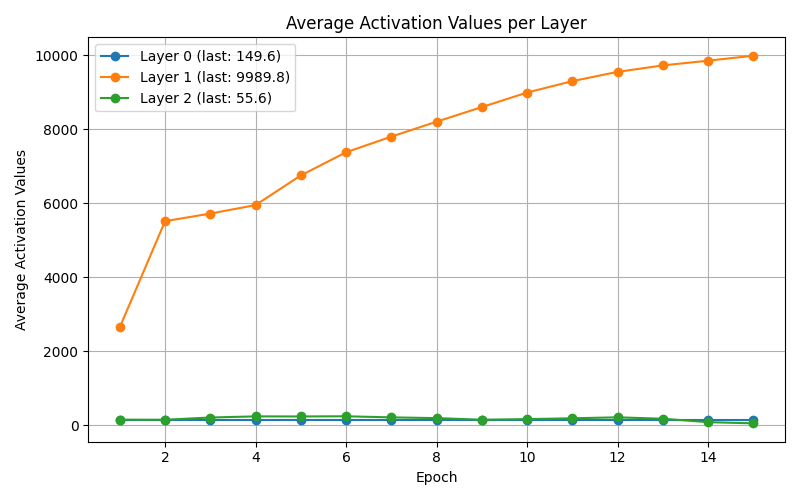 Average Activation Values per Layer
Layer 0 (last: 149.6)
Layer 1 (last: 9989.8)
Layer 2 (last: 55.6)
Average Activation Values
10000
8000
6000
4000
2000
0
2 4 6 8 10 12 14
Epoch